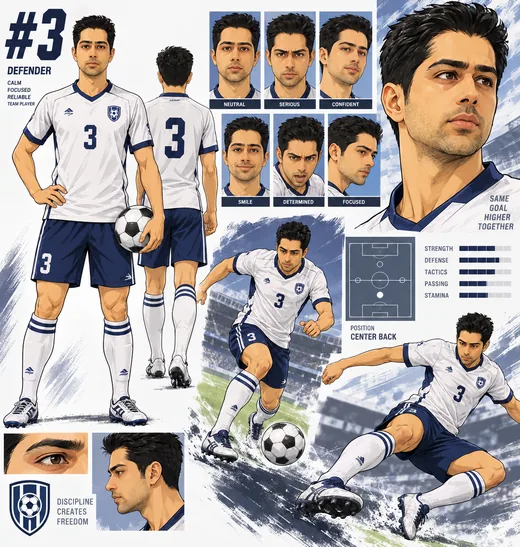 #3
DEFENDER
CALM
FOCUSED
RELIABLE
TEAM PLAYER
3
3
3
NEUTRAL
SERIOUS
CONFIDENT
SMILE
DETERMINED
FOCUSED
SAME
GOAL
HIGHER
TOGETHER
3
3
STRENGTH
DEFENSE
TACTICS
PASSING
STAMINA
POSITION
CENTER BACK
3
DISCIPLINE
CREATES
FREEDOM